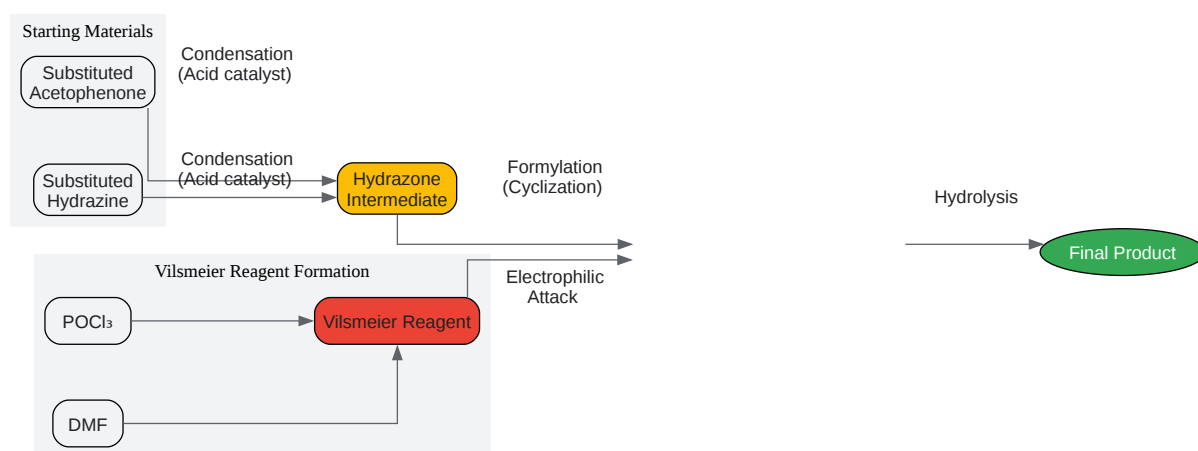 Starting Materials
Substituted
Acetophenone
Condensation
(Acid catalyst)
Substituted
Hydrazine
Condensation
(Acid catalyst)
Hydrazone
Intermediate
Formylation
(Cyclization)
Hydrolysis
Final Product
Vilsmeier Reagent Formation
Electrophilic
Attack
POCl₃
Vilsmeier Reagent
DMF